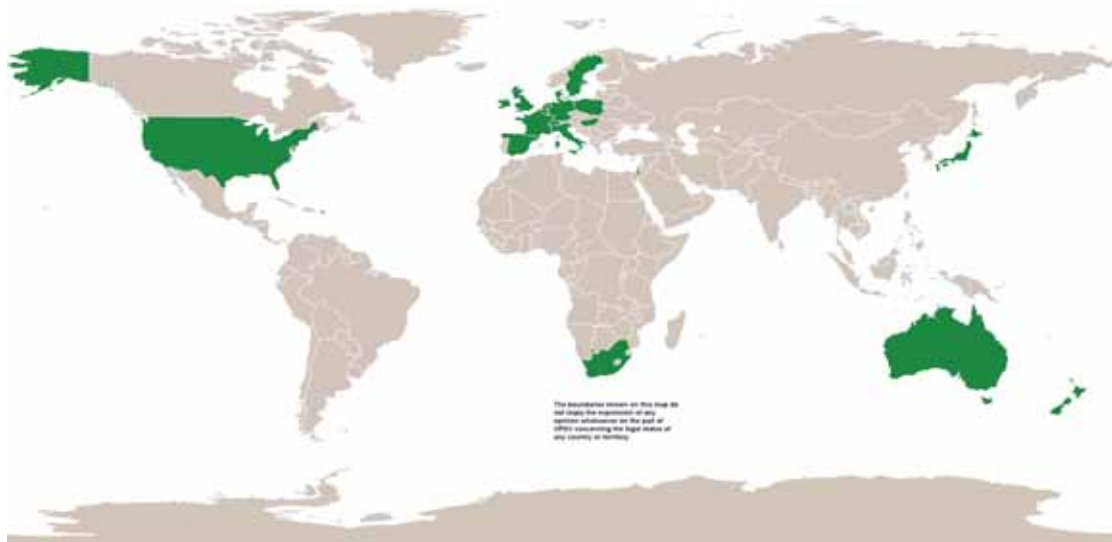 The boundaries shown on this map do
not imply the expression of any
opinion whatsoever on the part of
UPOV concerning the legal status of
any country or territory.